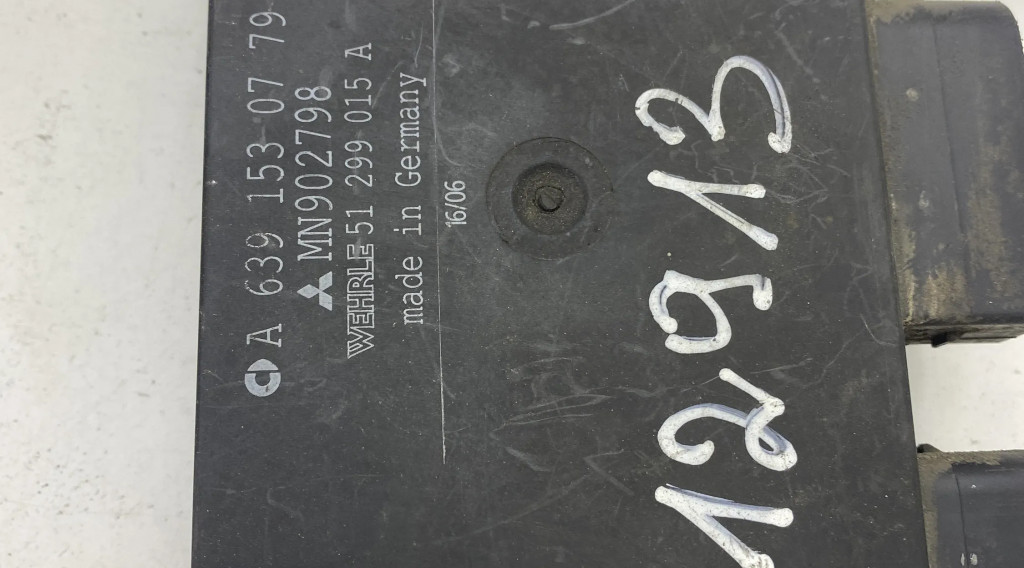 A 639 153 07 79
MN902798
WEHRLE 51 299 015 A
made in Germany
16/06
12913